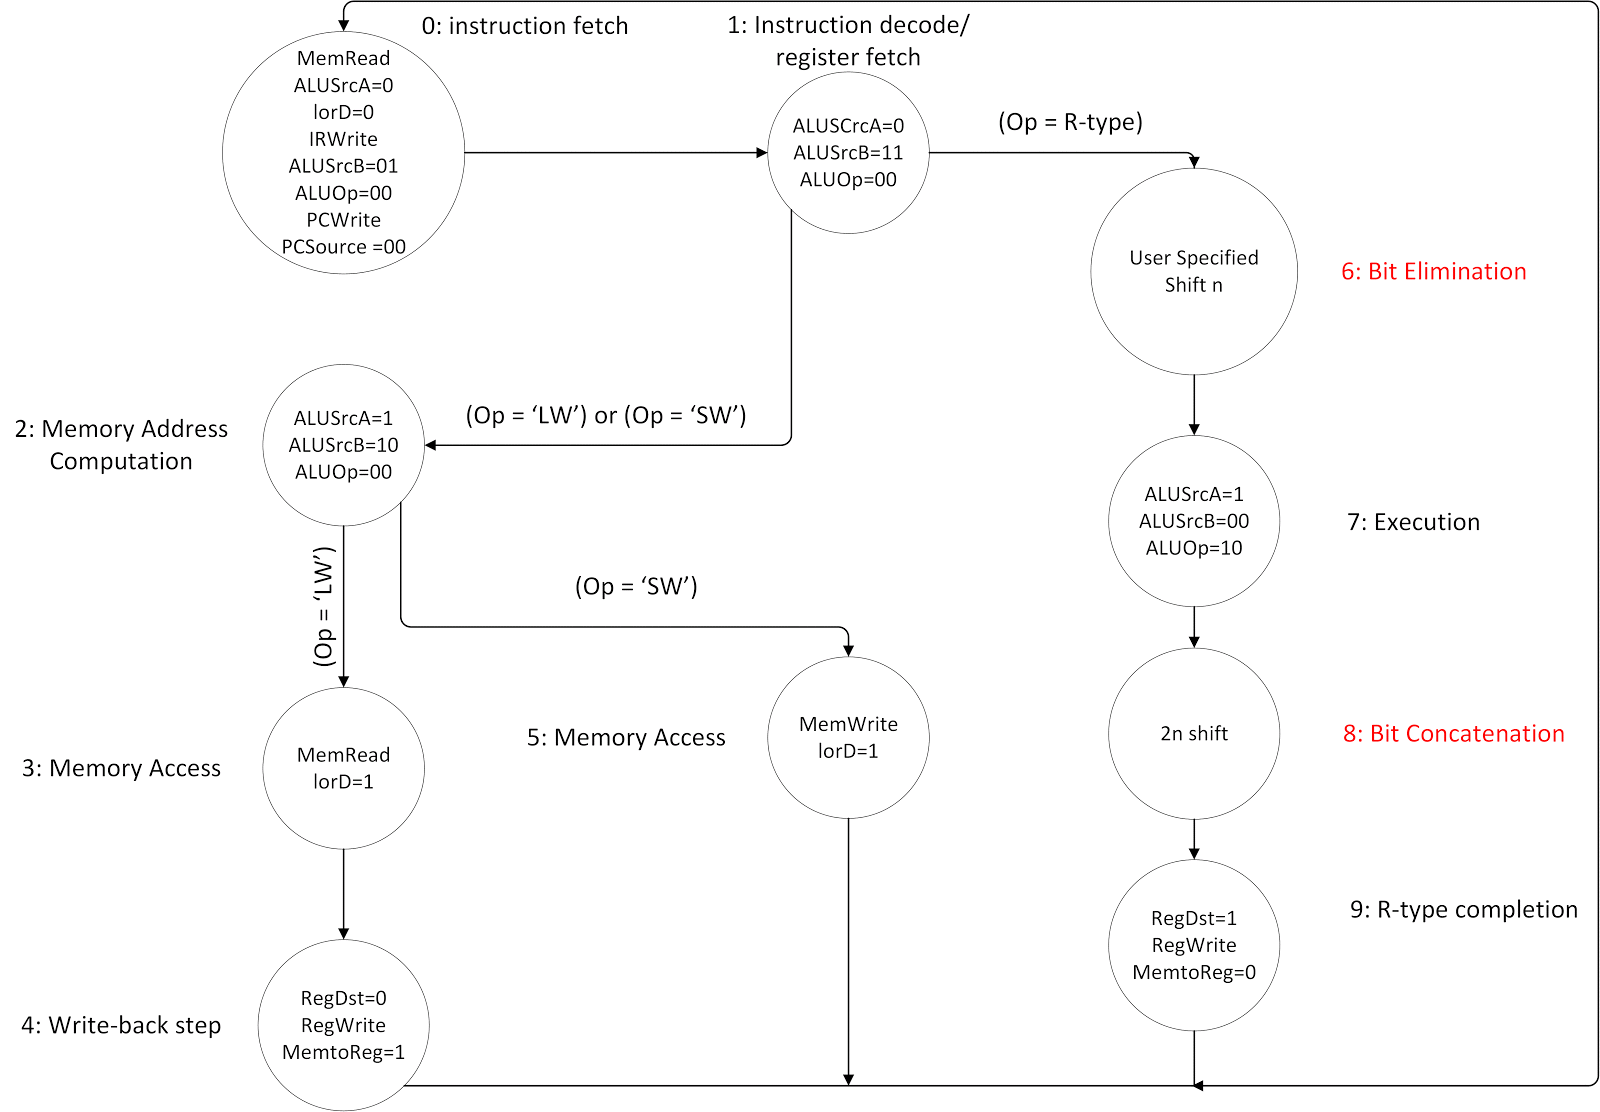 0: instruction fetch
MemRead
ALUSrcA=0
lorD=0
IRWrite
ALUSrcB=01
ALUOp=00
PCWrite
PCSource =00
1: Instruction decode/
register fetch
ALUSCrcA=0
ALUSrcB=11
ALUOp=00
(Op = R-type)
User Specified
Shift n
6: Bit Elimination
(Op = ‘LW’) or (Op = ‘SW’)
2: Memory Address
Computation
ALUSrcA=1
ALUSrcB=10
ALUOp=00
ALUSrcA=1
ALUSrcB=00
ALUOp=10
7: Execution
(Op = ‘LW’)
(Op = ‘SW’)
3: Memory Access
MemRead
lorD=1
5: Memory Access
MemWrite
lorD=1
2n shift
8: Bit Concatenation
RegDst=1
RegWrite
MemtoReg=0
9: R-type completion
4: Write-back step
RegDst=0
RegWrite
MemtoReg=1